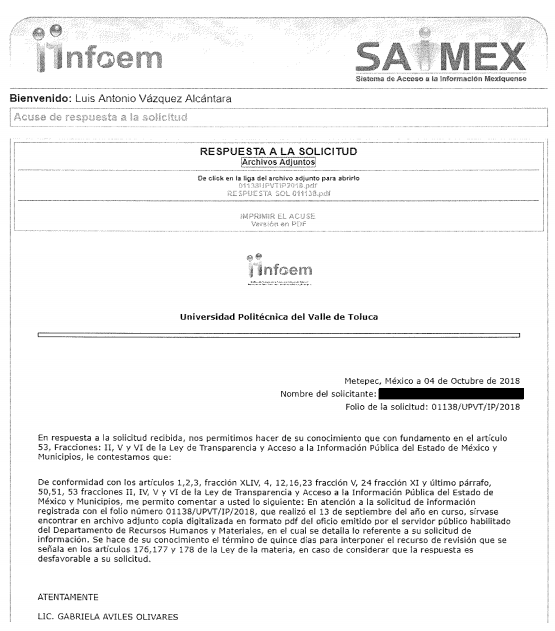 infoem
SAIMEX
Sistema de Acceso a la Información Mexiquense
Bienvenido: Luis Antonio Vázquez Alcántara
Acuse de respuesta a la solicitud
RESPUESTA A LA SOLICITUD
Archivos Adjuntos
De click en la liga del archivo adjunto para abrirlo
01138UPVTIP2018.pdf
RESPUESTA SOL 011138.pdf
IMPRIMIR EL ACUSE
Versión en PDF
infoem
Universidad Politécnica del Valle de Toluca
Metepec, México a 04 de Octubre de 2018
Nombre del solicitante:
Folio de la solicitud: 01138/UPVT/IP/2018
En respuesta a la solicitud recibida, nos permitimos hacer de su conocimiento que con fundamento en el artículo
53, Fracciones: II, V y VI de la Ley de Transparencia y Acceso a la Información Pública del Estado de México y
Municipios, le contestamos que:
De conformidad con los artículos 1,2,3, fracción XLIV, 4, 12,16,23 fracción V, 24 fracción XI y último párrafo,
50,51, 53 fracciones II, IV, V y VI de la Ley de Transparencia y Acceso a la Información Pública del Estado de
México y Municipios, me permito comentar a usted lo siguiente: En atención a la solicitud de información
registrada con el folio número 01138/UPVT/IP/2018, que realizó el 13 de septiembre del año en curso, sírvase
encontrar en archivo adjunto copia digitalizada en formato pdf del oficio emitido por el servidor público habilitado
del Departamento de Recursos Humanos y Materiales, en el cual se detalla lo referente a su solicitud de
información. Se hace de su conocimiento el término de quince días para interponer el recurso de revisión que se
señala en los artículos 176,177 y 178 de la Ley de la materia, en caso de considerar que la respuesta es
desfavorable a su solicitud.
ATENTAMENTE
LIC. GABRIELA AVILES OLIVARES